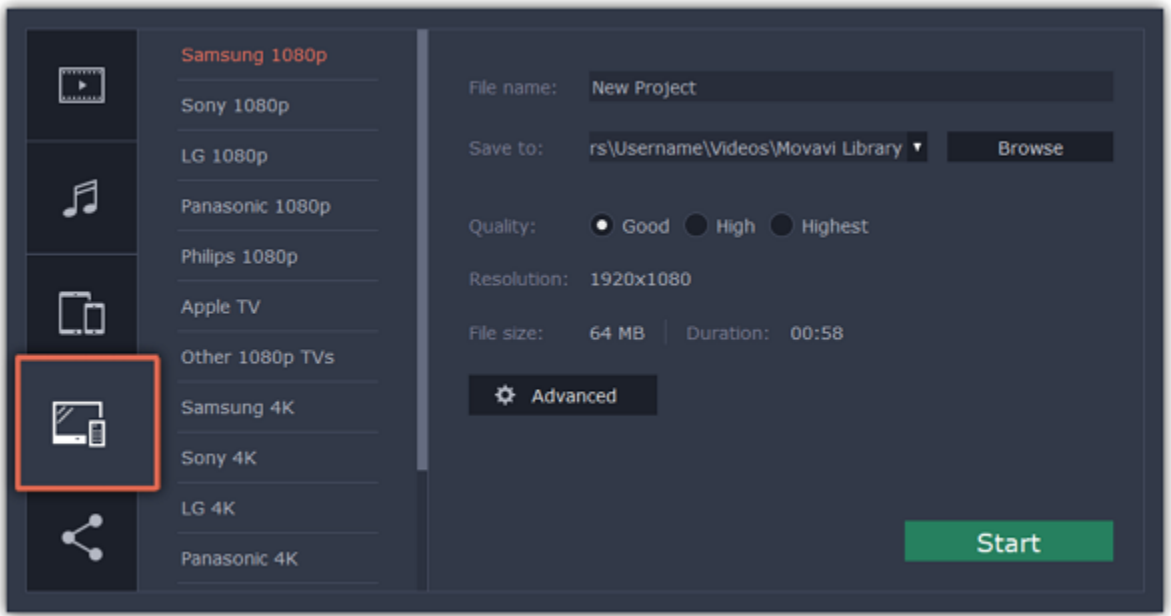 Samsung 1080p
Sony 1080p
LG 1080p
Panasonic 1080p
Philips 1080p
Apple TV
Other 1080p TVs
Samsung 4K
Sony 4K
LG 4K
Panasonic 4K
File name: New Project
Save to: rs\Username\Videos\Movavi Library Browse
Quality: Good High Highest
Resolution: 1920x1080
File size: 64 MB Duration: 00:58
Advanced
Start